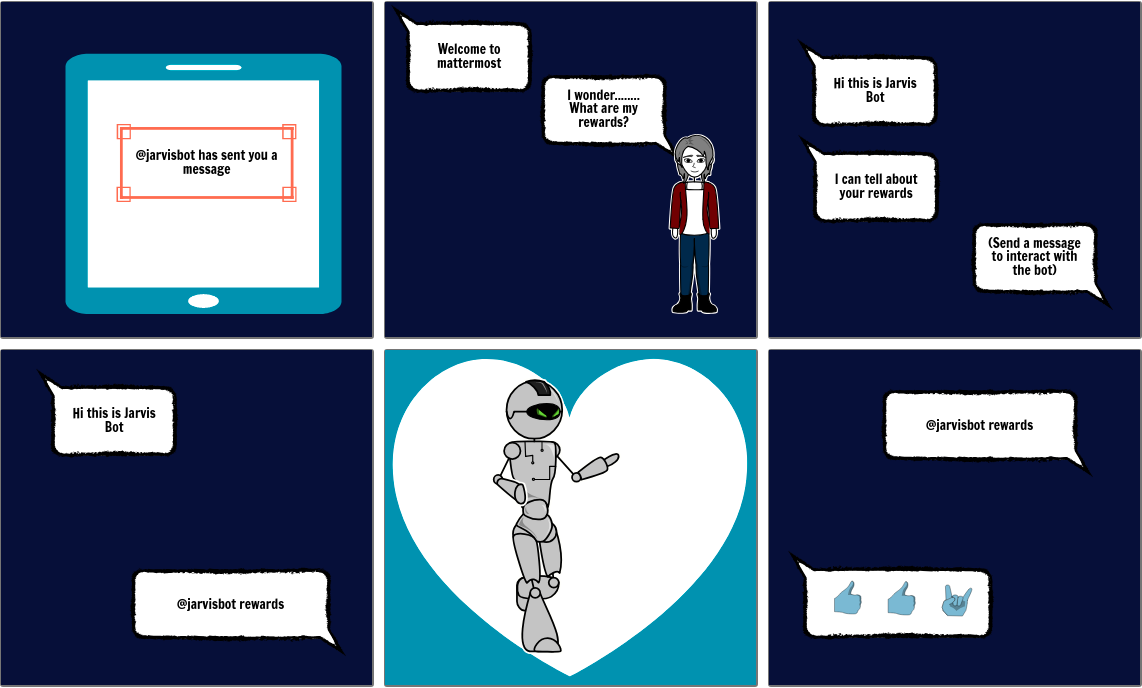 @jarvisbot has sent you a
message
Welcome to
mattermost
I wonder........
What are my
rewards?
Hi this is Jarvis
Bot
I can tell about
your rewards
(Send a message
to interact with
the bot)
Hi this is Jarvis
Bot
@jarvisbot rewards
@jarvisbot rewards